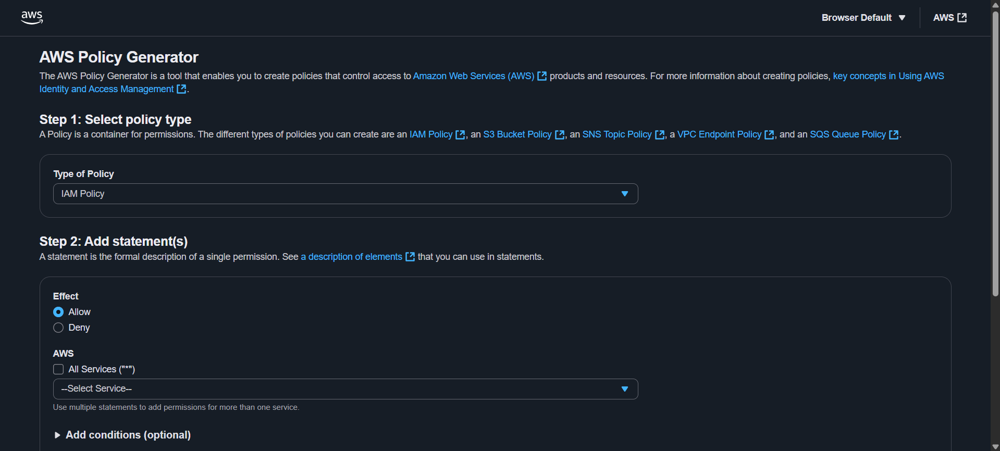 aws
Browser Default
AWS
AWS Policy Generator
The AWS Policy Generator is a tool that enables you to create policies that control access to Amazon Web Services (AWS) products and resources. For more information about creating policies, key concepts in Using AWS
Identity and Access Management.
Step 1: Select policy type
A Policy is a container for permissions. The different types of policies you can create are an IAM Policy, an S3 Bucket Policy, an SNS Topic Policy, a VPC Endpoint Policy, and an SQS Queue Policy.
Type of Policy
IAM Policy
Step 2: Add statement(s)
A statement is the formal description of a single permission. See a description of elements that you can use in statements.
Effect
Allow
Deny
AWS
All Services ("*")
--Select Service--
Use multiple statements to add permissions for more than one service.
Add conditions (optional)